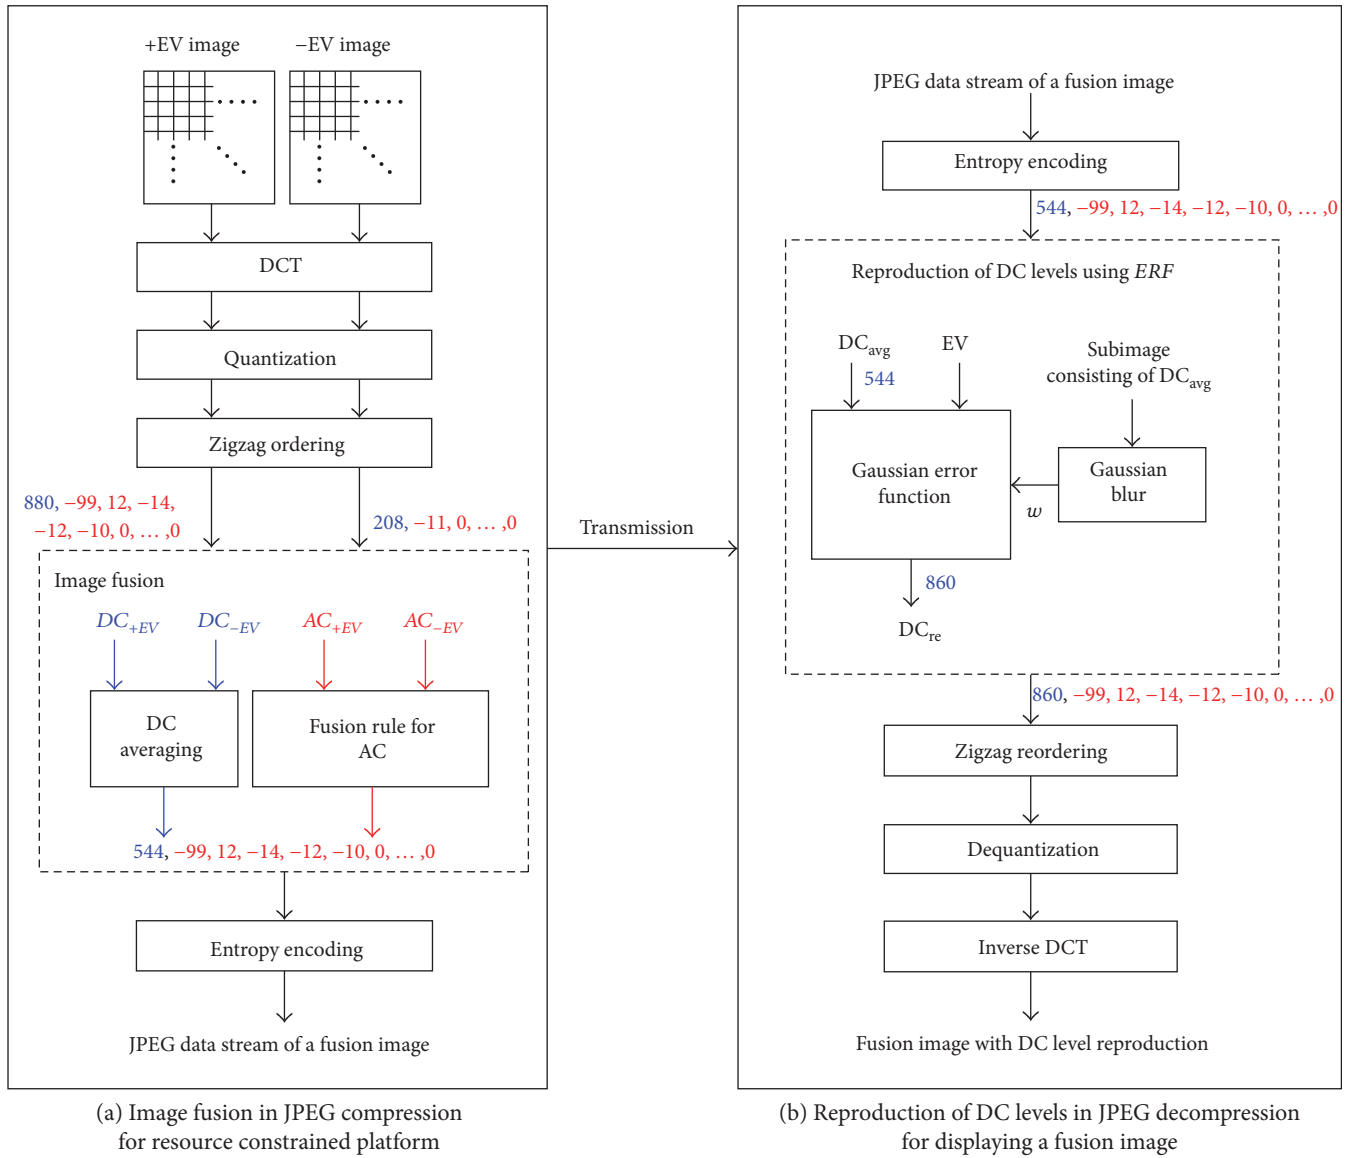 +EV image
−EV image
DCT
Quantization
Zigzag ordering
880, −99, 12, −14,
−12, −10, 0, … ,0
208, −11, 0, … ,0
Image fusion
DC+EV
DC−EV
AC+EV
AC−EV
DC
averaging
Fusion rule for
AC
544, −99, 12, −14, −12, −10, 0, … ,0
Entropy encoding
JPEG data stream of a fusion image
(a) Image fusion in JPEG compression
for resource constrained platform
Transmission
JPEG data stream of a fusion image
Entropy encoding
544, −99, 12, −14, −12, −10, 0, … ,0
Reproduction of DC levels using ERF
DCavg
EV
544
Subimage
consisting of DCavg
Gaussian error
function
Gaussian
blur
w
860
DCre
860, −99, 12, −14, −12, −10, 0, … ,0
Zigzag reordering
Dequantization
Inverse DCT
Fusion image with DC level reproduction
(b) Reproduction of DC levels in JPEG decompression
for displaying a fusion image